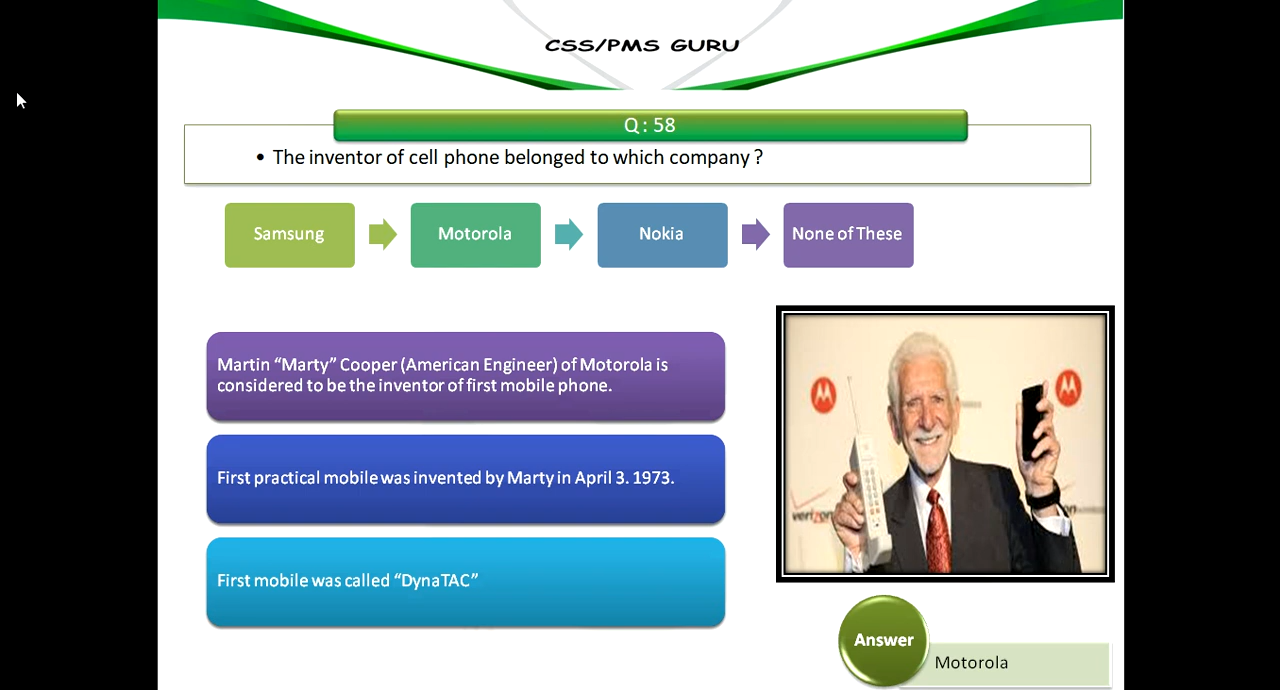 CSS/PMS GURU
Q : 58
• The inventor of cell phone belonged to which company ?
Samsung
Motorola
Nokia
None of These
Martin “Marty” Cooper (American Engineer) of Motorola is
considered to be the inventor of first mobile phone.
First practical mobile was invented by Marty in April 3. 1973.
First mobile was called “DynaTAC”
verizon
Answer
Motorola